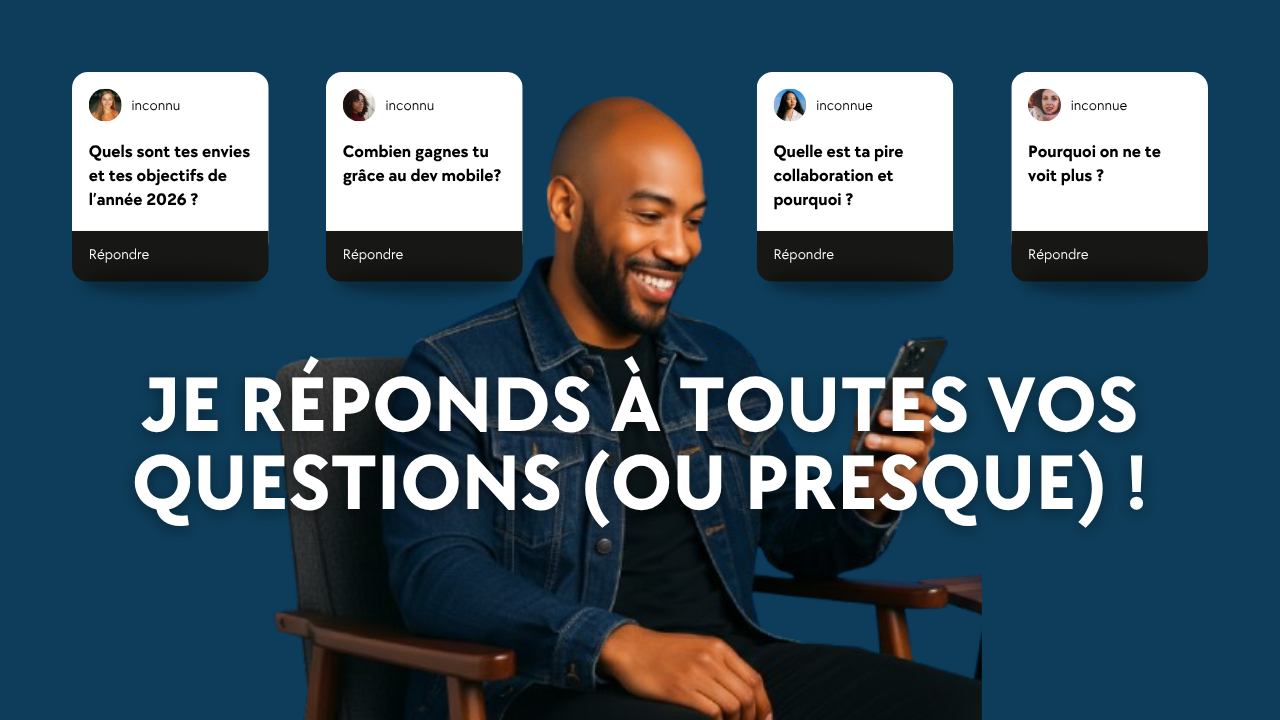 inconnu
Quels sont tes envies
et tes objectifs de
l'année 2026 ?
Répondre
inconnu
Combien gagnes tu
grâce au dev mobile?
Répondre
inconnue
Quelle est ta pire
collaboration et
pourquoi ?
Répondre
inconnue
Pourquoi on ne te
voit plus ?
Répondre
JE RÉPONDS À TOUTES VOS
QUESTIONS (OU PRESQUE) !